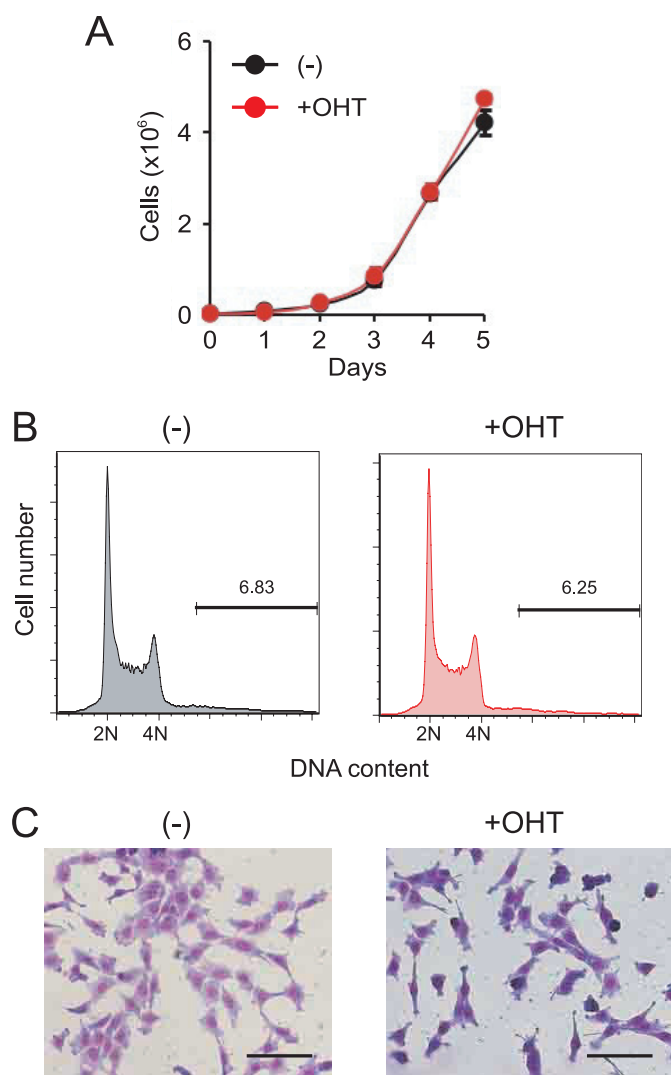 A
6
4
2
0
Cells (x10⁶)
(-)
+OHT
0 1 2 3 4 5
Days
B
(-) +OHT
Cell number
6.83 6.25
2N 4N 2N 4N
DNA content
C
(-) +OHT